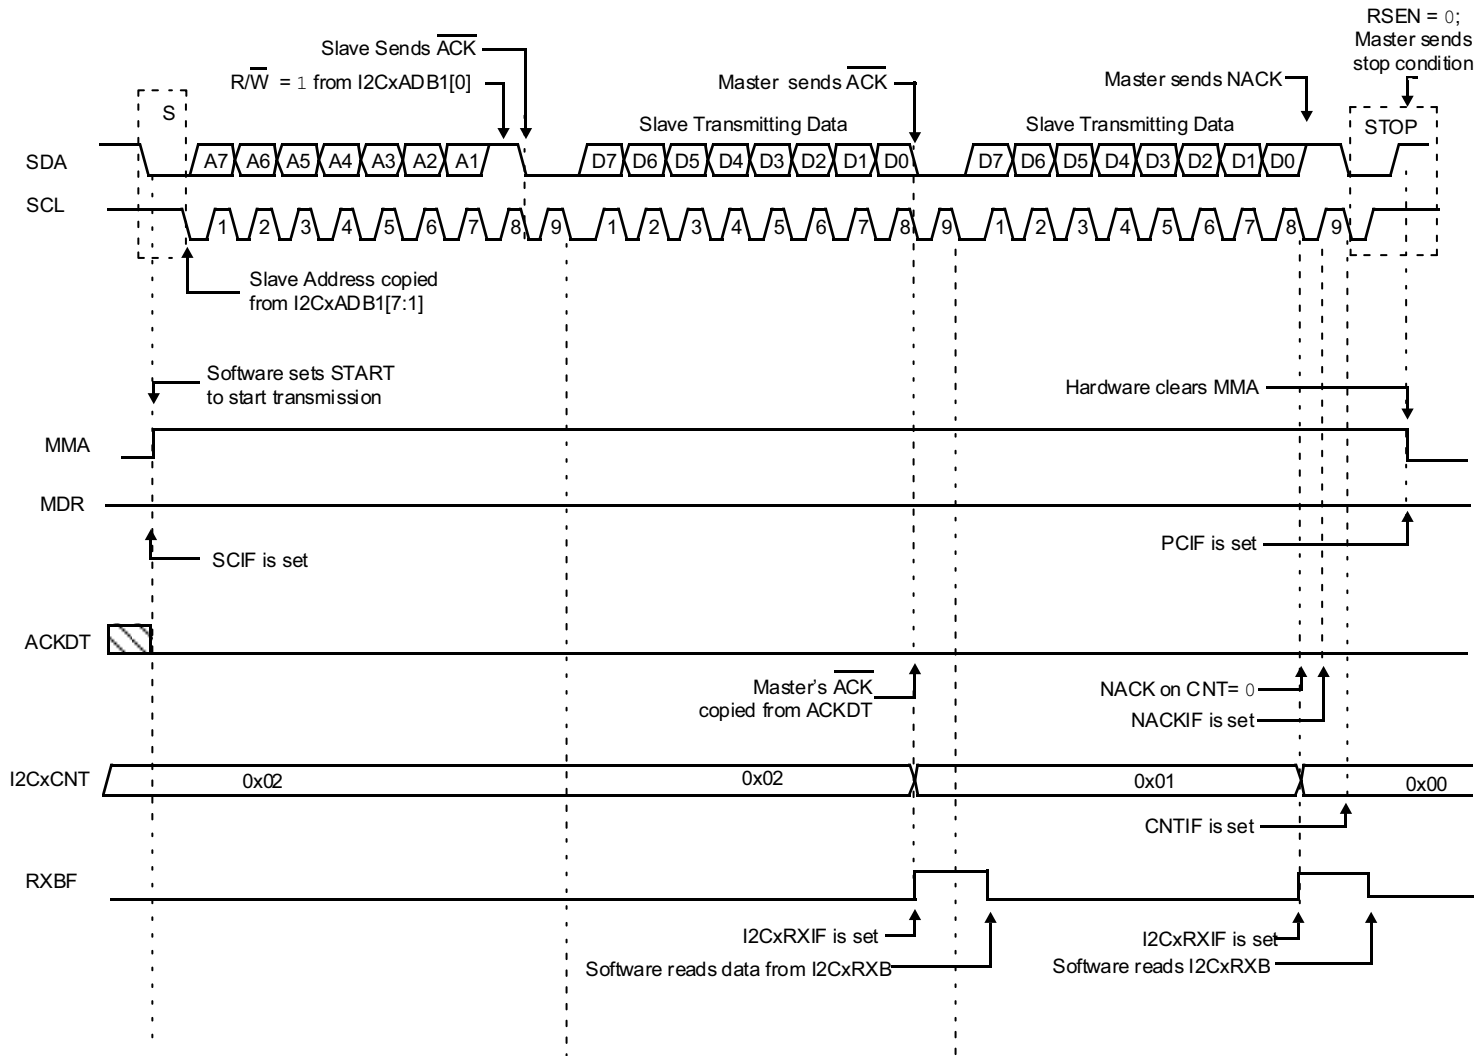 RSEN = 0;
Master sends
stop condition
Slave Sends ACK
R/W = 1 from I2CxADB1[0]
Master sends ACK
Master sends NACK
S
Slave Transmitting Data
Slave Transmitting Data
STOP
SDA
A7 A6 A5 A4 A3 A2 A1
D7 D6 D5 D4 D3 D2 D1 D0
D7 D6 D5 D4 D3 D2 D1 D0
SCL
1 2 3 4 5 6 7 8 9
1 2 3 4 5 6 7 8 9
1 2 3 4 5 6 7 8 9
Slave Address copied
from I2CxADB1[7:1]
Software sets START
to start transmission
Hardware clears MMA
MMA
MDR
SCIF is set
PCIF is set
ACKDT
Master's ACK
copied from ACKDT
NACK on CNT= 0
NACKIF is set
I2CxCNT
0x02
0x02
0x01
0x00
CNTIF is set
RXBF
I2CxRXIF is set
I2CxRXIF is set
Software reads data from I2CxRXB
Software reads I2CxRXB